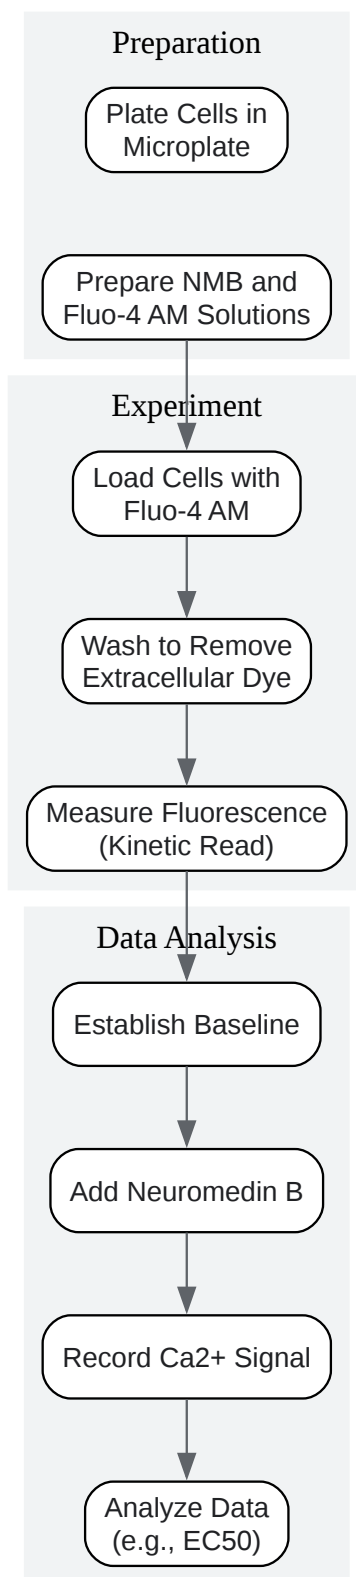 Preparation
Plate Cells in
Microplate
Prepare NMB and
Fluo-4 AM Solutions
Experiment
Load Cells with
Fluo-4 AM
Wash to Remove
Extracellular Dye
Measure Fluorescence
(Kinetic Read)
Data Analysis
Establish Baseline
Add Neuromedin B
Record Ca2+ Signal
Analyze Data
(e.g., EC50)